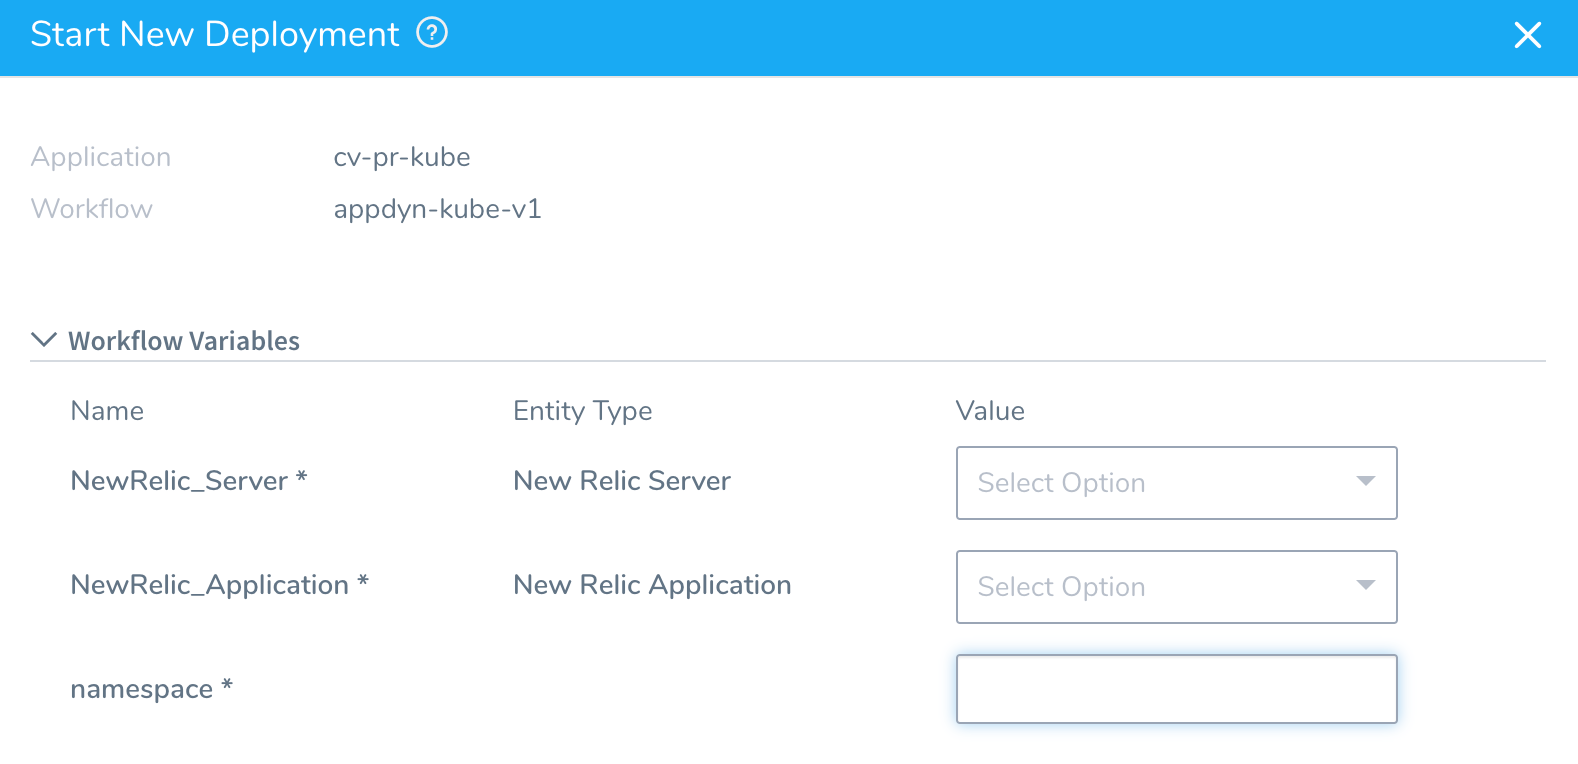 Start New Deployment ?
Application cv-pr-kube
Workflow appdyn-kube-v1
Workflow Variables
Name Entity Type Value
NewRelic_Server * New Relic Server Select Option
NewRelic_Application * New Relic Application Select Option
namespace *